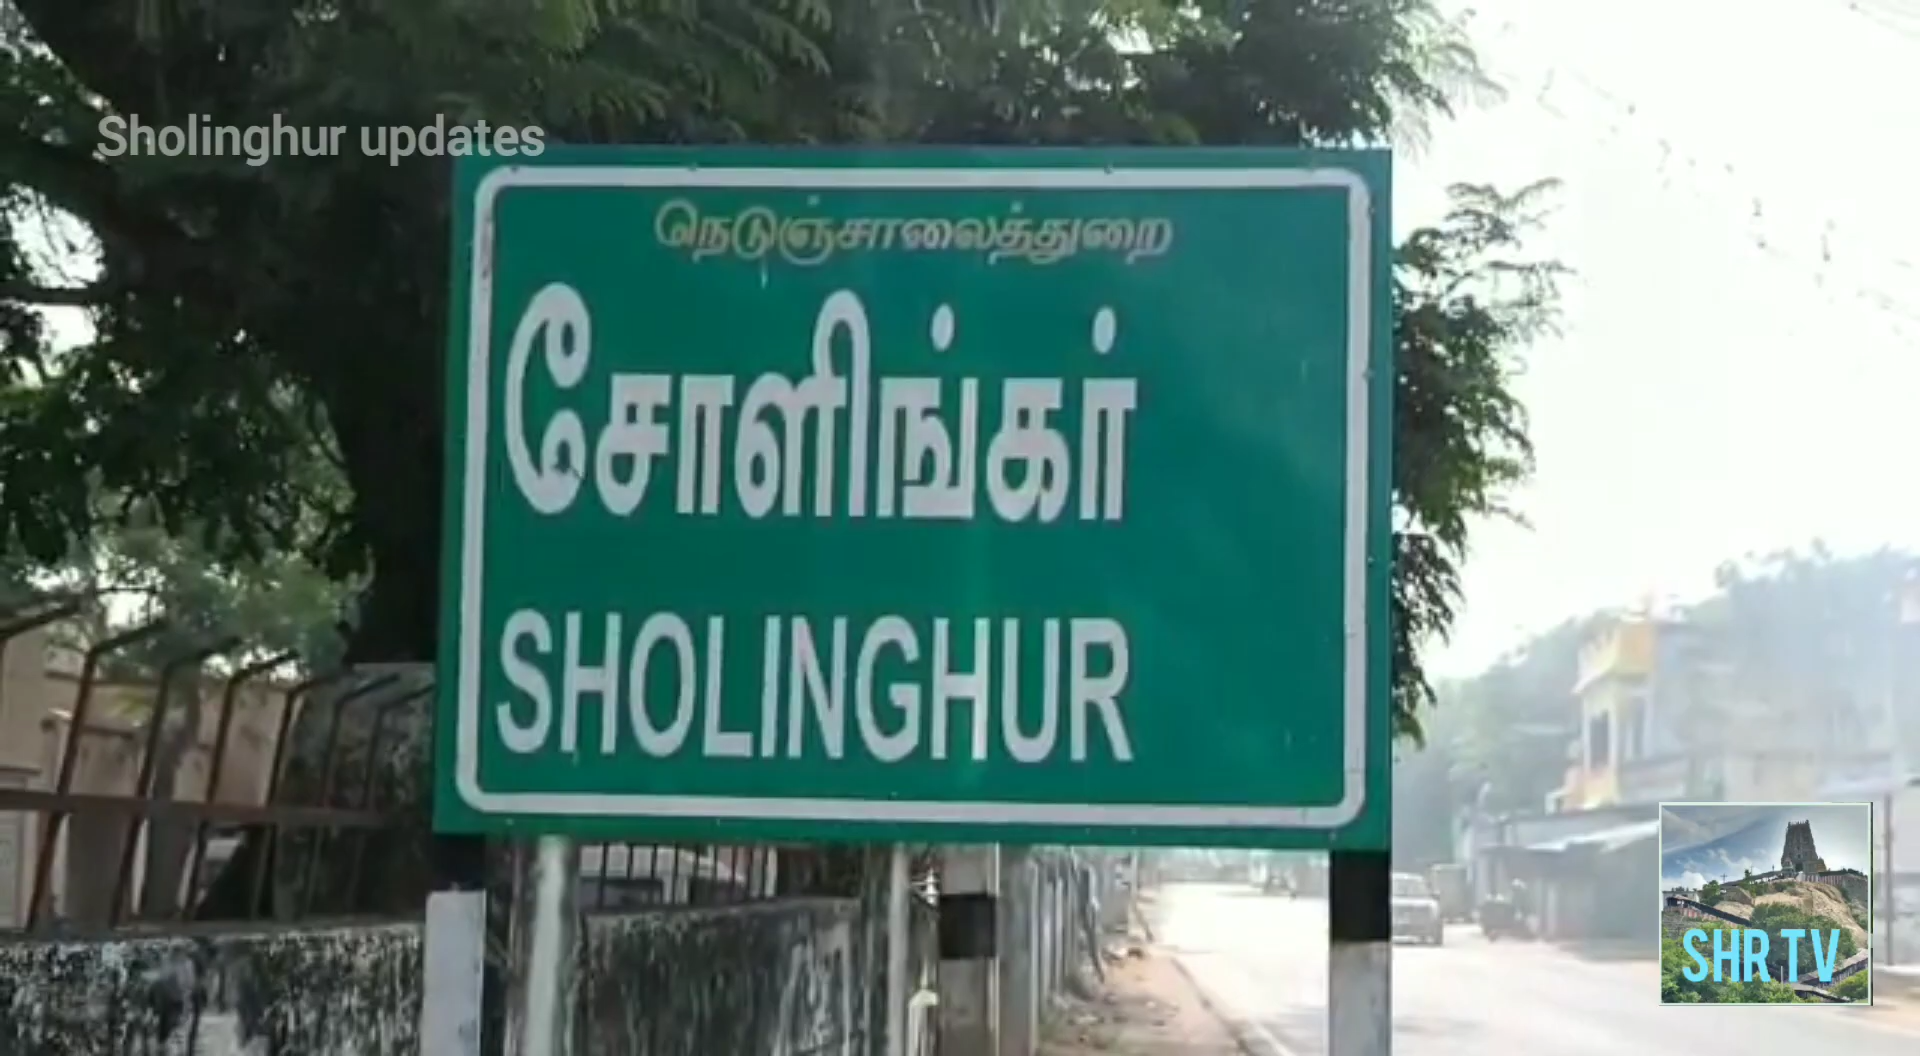 Sholinghur updates
நெடுஞ்சாலைத்துறை
சோளிங்கர்
SHOLINGHUR
SHR TV